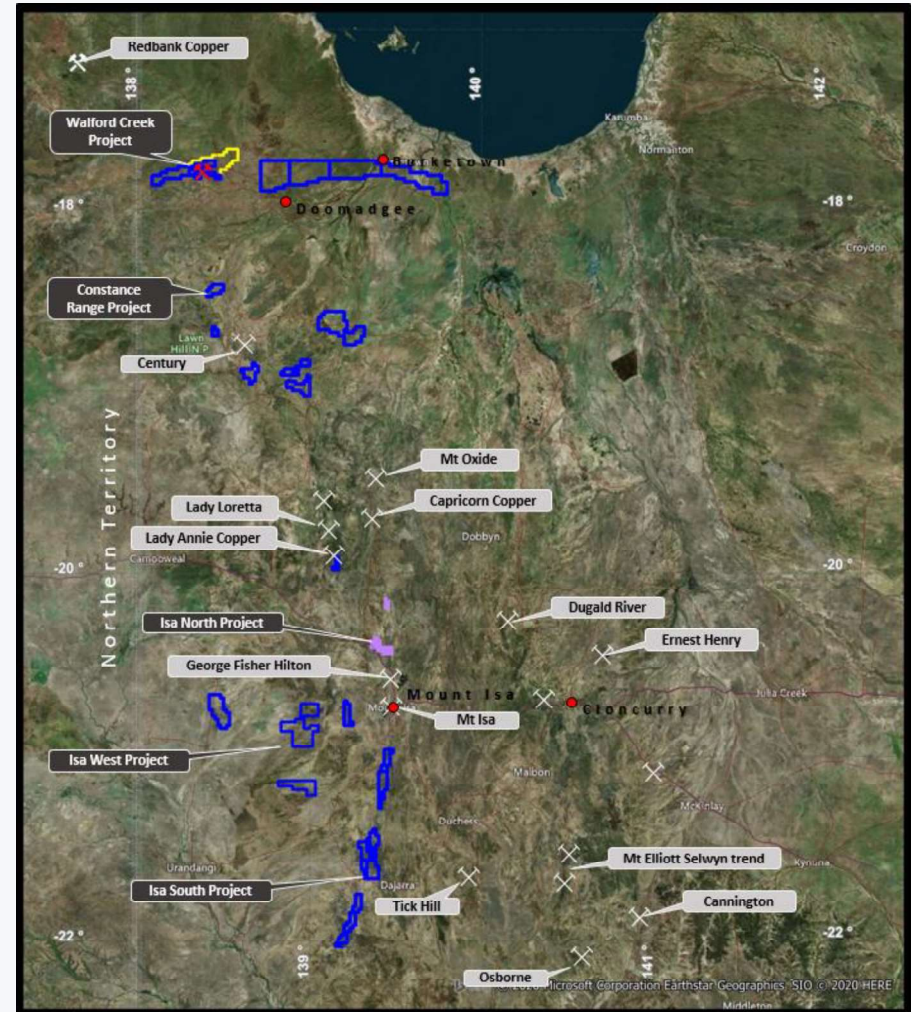 Redbank Copper
138
140
142
Walford Creek
Project
Karumba
Normanton
Burketown
-18 °
-18 °
Doomadgee
Croydon
Constance
Range Project
Lawn
Hill N.P.
Century
Northern Territory
Mt Oxide
Lady Loretta
Capricorn Copper
Lady Annie Copper
Dobbyn
Camooweal
-20 °
-20 °
Dugald River
Isa North Project
Ernest Henry
George Fisher Hilton
Mount Isa
Julia Creek
Cloncurry
Mt Isa
Isa West Project
Malbon
McKinlay
Duchess
Mt Elliott Selwyn trend
Kynuna
Urandangi
Isa South Project
Dajarra
Tick Hill
Cannington
-22 °
-22 °
139
141
Osborne
© 2020 Microsoft Corporation Earthstar Geographics SIO © 2020 HERE
Middleton